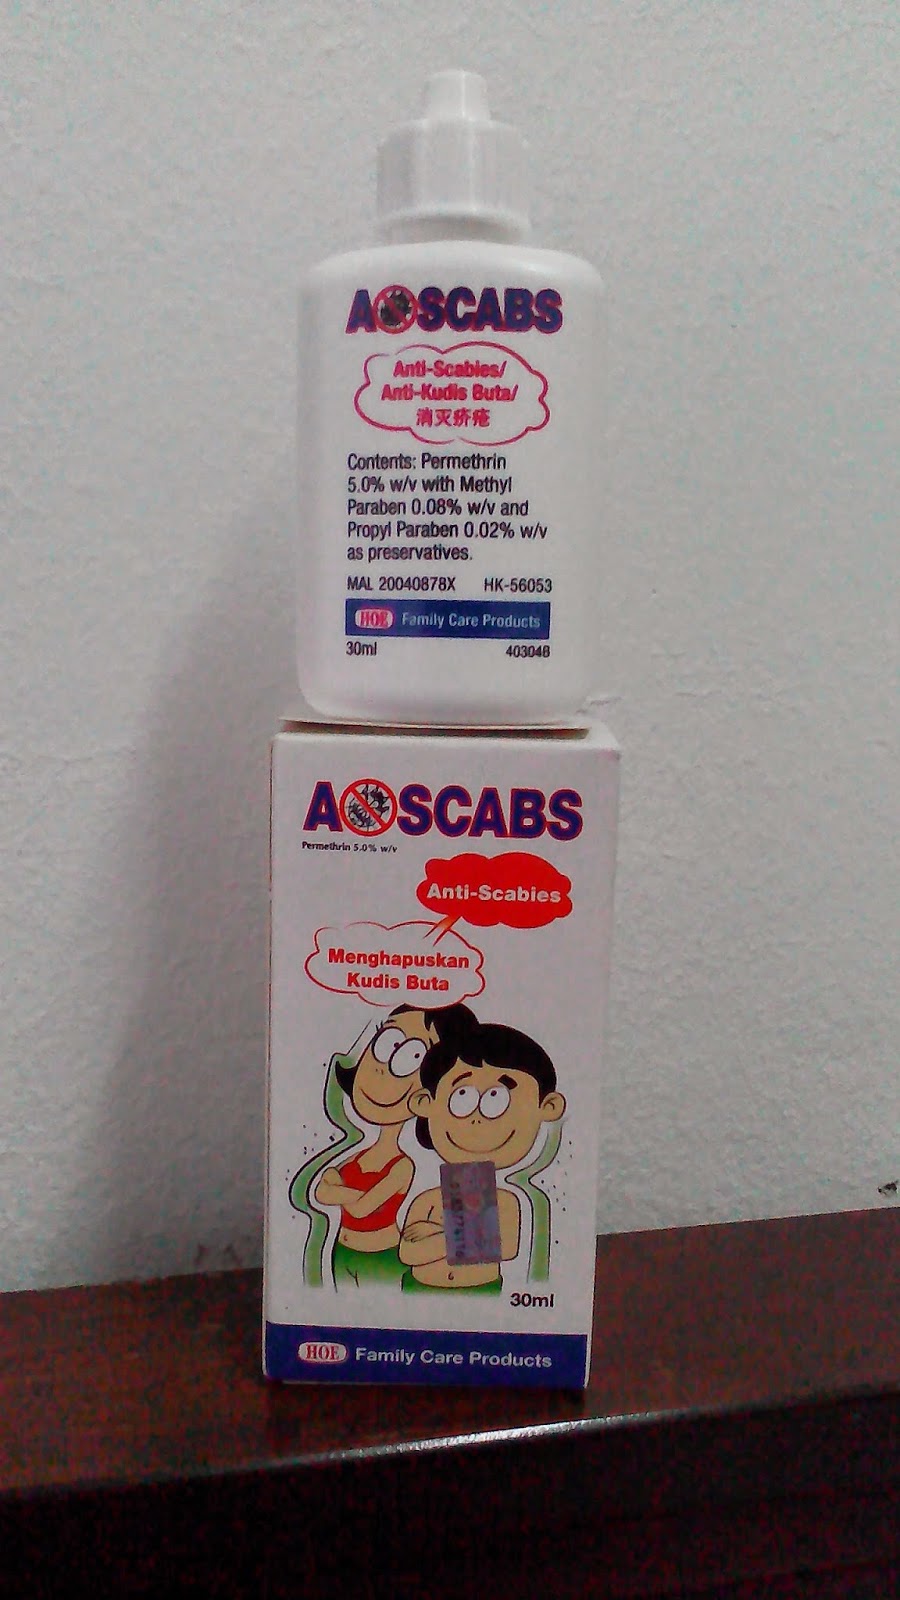 A SCABS
Anti-Scabies/
Anti-Kudis Buta/
消灭疥疮
Contents: Permethrin
5.0% w/v with Methyl
Paraben 0.08% w/v and
Propyl Paraben 0.02% w/v
as preservatives.
MAL 20040878X HK-56053
HOE Family Care Products
30ml 403048
A SCABS
Permethrin 5.0% w/v
Anti-Scabies
Menghapuskan
Kudis Buta
30ml
HOE Family Care Products